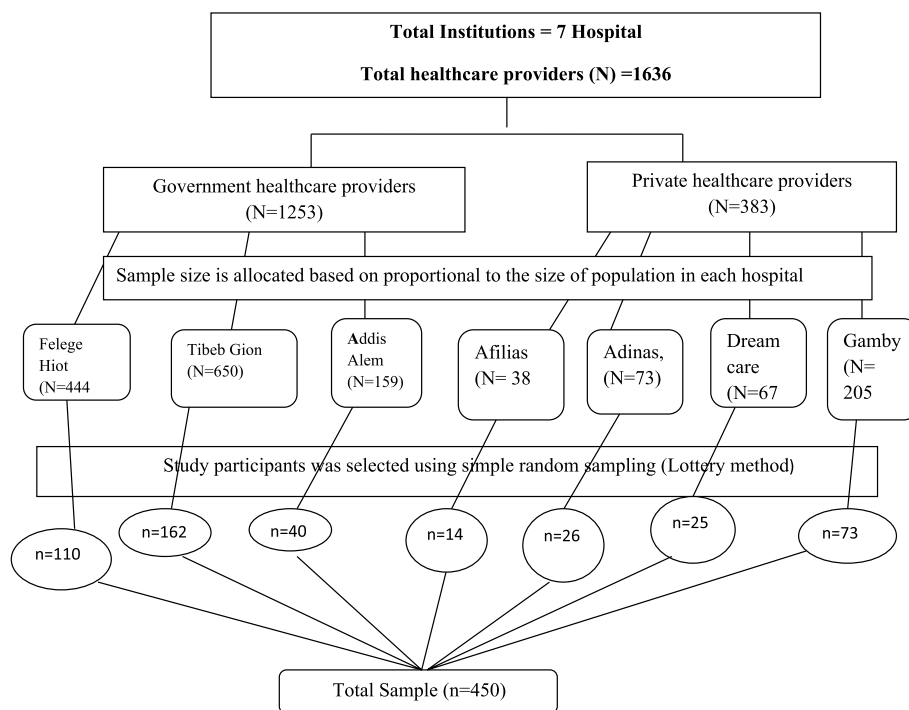 Total Institutions = 7 Hospital
Total healthcare providers (N) =1636
Government healthcare providers
(N=1253)
Private healthcare providers
(N=383)
Sample size is allocated based on proportional to the size of population in each hospital
Felege
Hiot
(N=444
Tibeb Gion
(N=650)
Addis
Alem
(N=159)
Afilias
(N= 38
Adinas,
(N=73)
Dream
care
(N=67
Gamby
(N=
205
Study participants was selected using simple random sampling (Lottery method)
n=110
n=162
n=40
n=14
n=26
n=25
n=73
Total Sample (n=450)